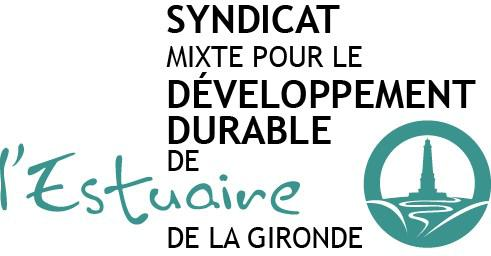 SYNDICAT
MIXTE POUR LE
DÉVELOPPEMENT
DURABLE
DE
l'Estuaire
DE LA GIRONDE